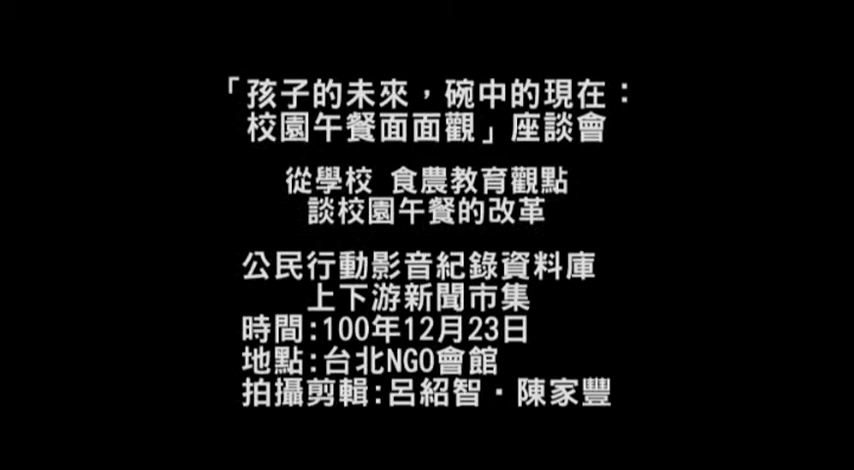 「孩子的未來，碗中的現在：
校園午餐面面觀」座談會
從學校 食農教育觀點
談校園午餐的改革
公民行動影音紀錄資料庫
上下游新聞市集
時間:100年12月23日
地點:台北NGO會館
拍攝剪輯:呂紹智·陳家豐